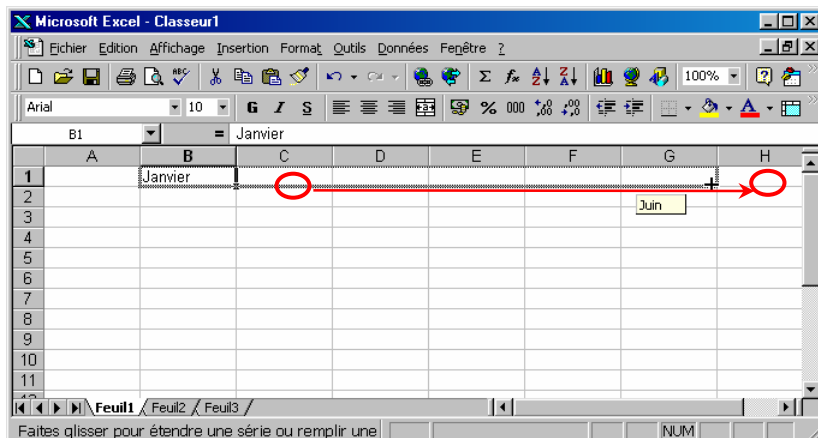 Microsoft Excel - Classeur1
Fichier Edition Affichage Insertion Format Outils Données Fenêtre ?
ABC Σ fx A Z Z A 100% ?
Arial 10 G I S % 000 A
B1 = Janvier
A B C D E F G H
1 Janvier
2 Juin
3
4
5
6
7
8
9
10
11
Feuil1 Feuil2 Feuil3
Faites glisser pour étendre une série ou remplir une NUM